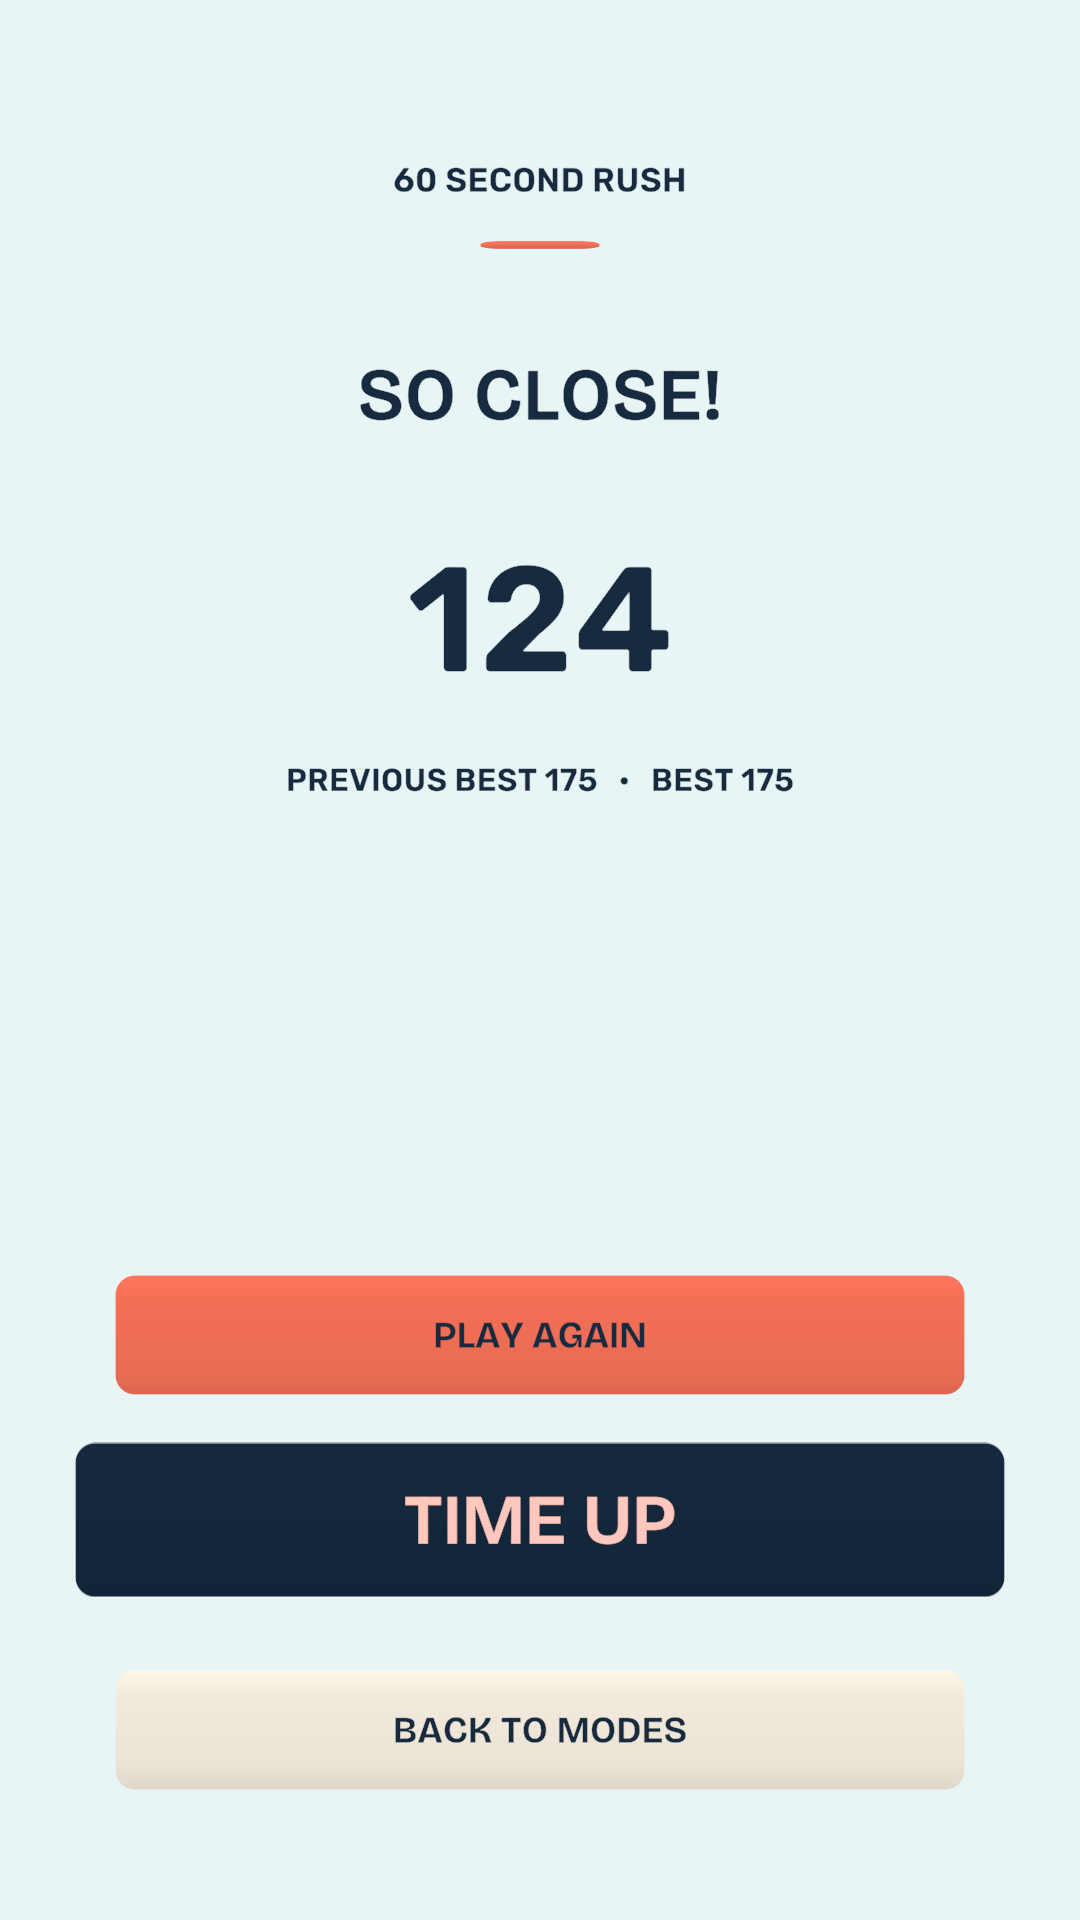 60 SECOND RUSH
SO CLOSE!
124
PREVIOUS BEST 175 · BEST 175
PLAY AGAIN
TIME UP
BACK TO MODES